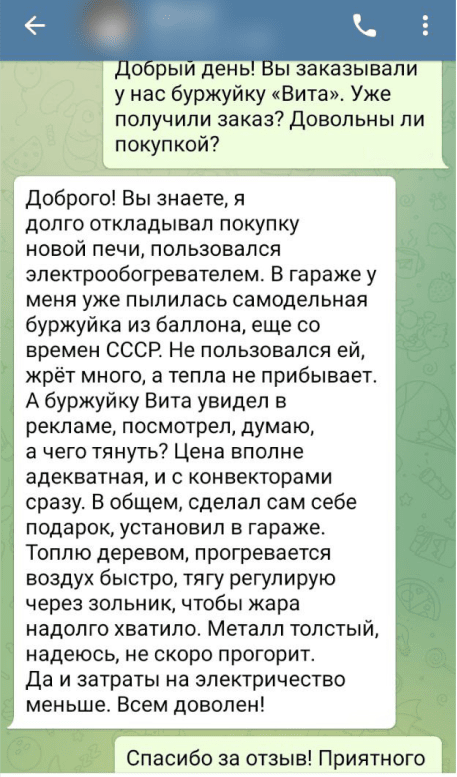 Добрый день! Вы заказывали
у нас буржуйку «Вита». Уже
получили заказ? Довольны ли
покупкой?
Доброго! Вы знаете, я
долго откладывал покупку
новой печи, пользовался
электрообогревателем. В гараже у
меня уже пылилась самодельная
буржуйка из баллона, еще со
времен СССР. Не пользовался ей,
жрёт много, а тепла не прибывает.
А буржуйку Вита увидел в
рекламе, посмотрел, думаю,
а чего тянуть? Цена вполне
адекватная, и с конвекторами
сразу. В общем, сделал сам себе
подарок, установил в гараже.
Топлю деревом, прогревается
воздух быстро, тягу регулирую
через зольник, чтобы жара
надолго хватило. Металл толстый,
надеюсь, не скоро прогорит.
Да и затраты на электричество
меньше. Всем доволен!
Спасибо за отзыв! Приятного